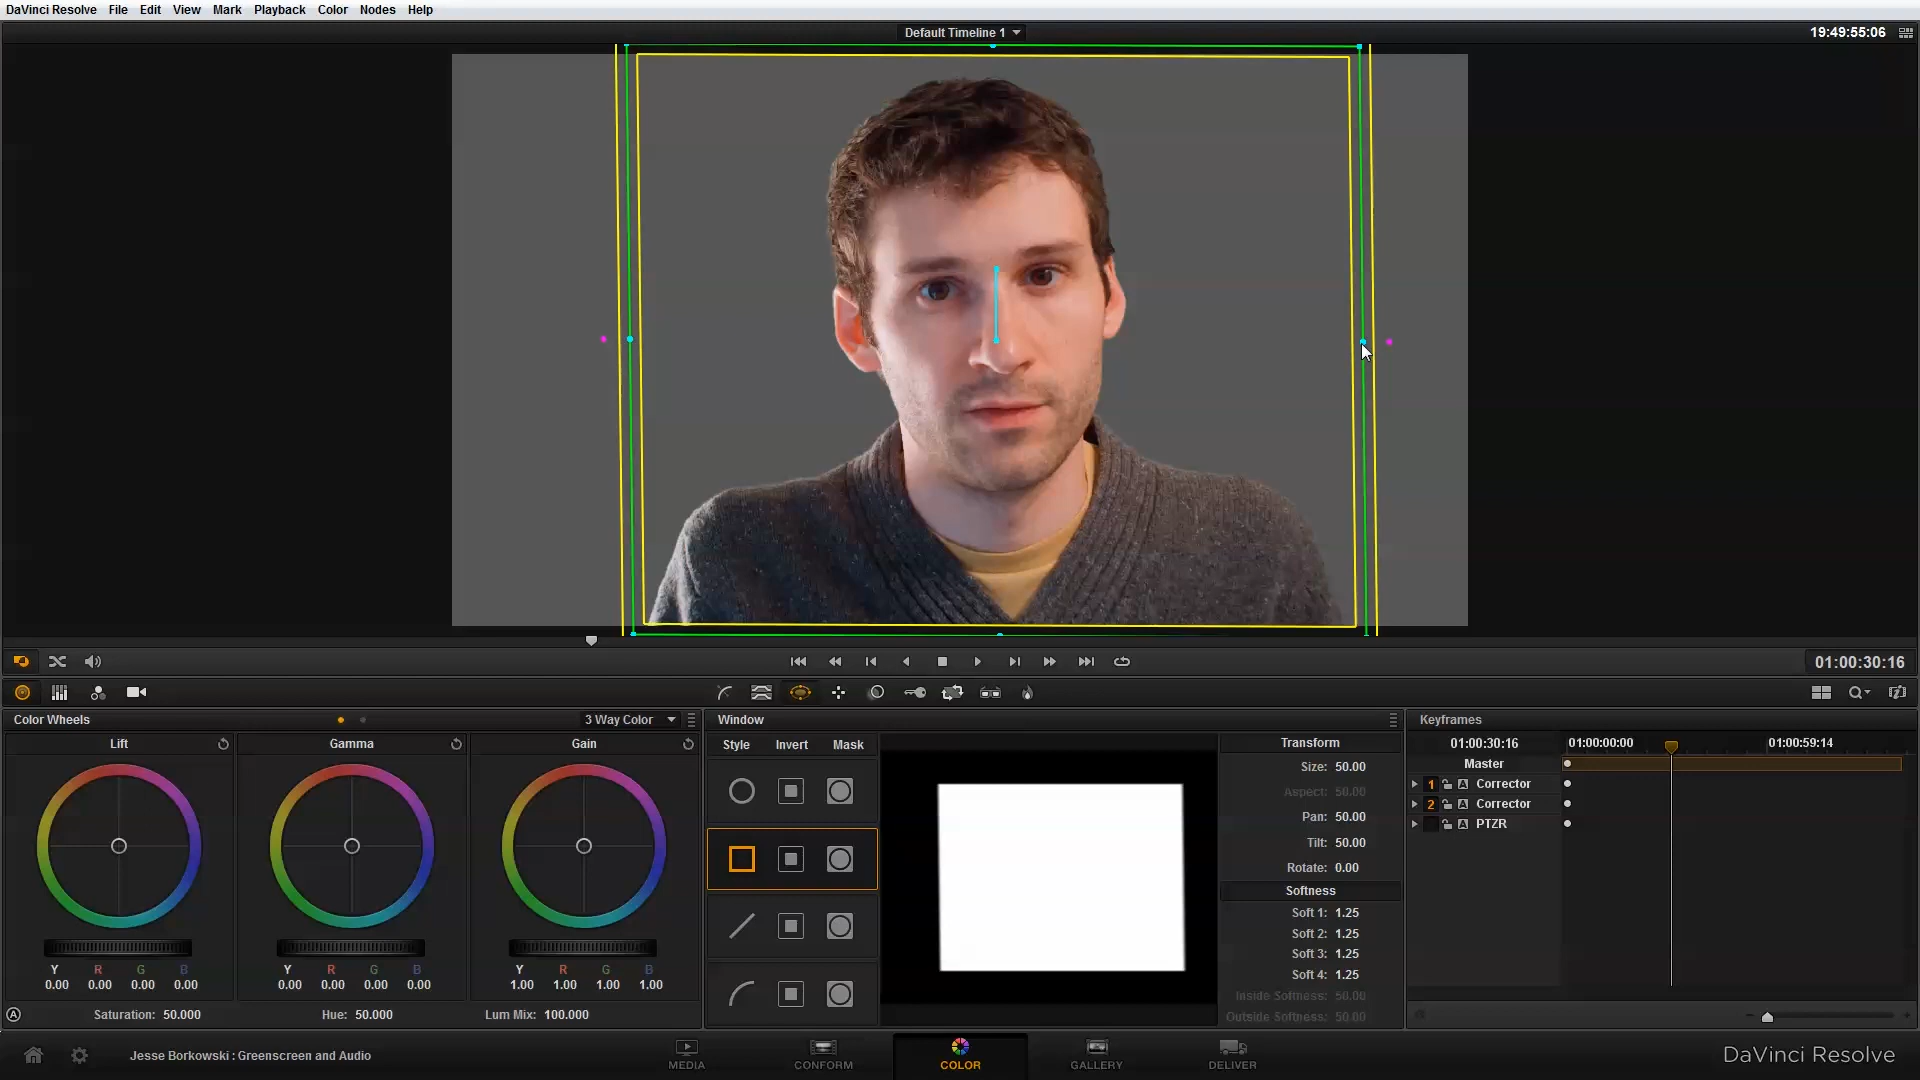 DaVinci Resolve File Edit View Mark Playback Color Nodes Help
Default Timeline 1
19:49:55:06
01:00:30:16
Color Wheels
3 Way Color
Window
Keyframes
Lift
Gamma
Gain
Style Invert Mask
Transform
01:00:30:16
01:00:00:00
01:00:59:14
Master
Size: 50.00
1 A Corrector
Aspect: 50.00
2 A Corrector
Pan: 50.00
A PTZR
Tilt: 50.00
Rotate: 0.00
Softness
Soft 1: 1.25
Soft 2: 1.25
Soft 3: 1.25
Soft 4: 1.25
Inside Softness: 50.00
Outside Softness: 50.00
Y R G B
0.00 0.00 0.00 0.00
Y R G B
0.00 0.00 0.00 0.00
Y R G B
1.00 1.00 1.00 1.00
A
Saturation: 50.000
Hue: 50.000
Lum Mix: 100.000
Jesse Borkowski : Greenscreen and Audio
MEDIA
CONFORM
COLOR
GALLERY
DELIVER
DaVinci Resolve